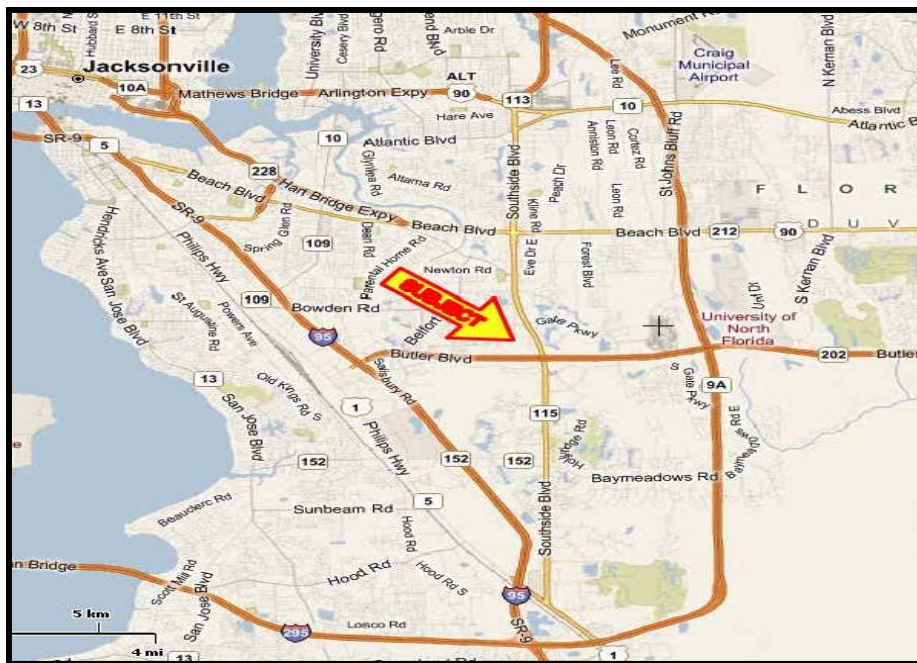 W 8th St
E 11th St
E 8th St
Hubbard St
23
Jacksonville
10A
13
Mathews Bridge
Arlington Expy
University Blvd
Cesery Blvd
Arble Dr
ALT
90
113
Hare Ave
Monument Rd
Craig
Municipal
Airport
Lee Rd
N Kernan Blvd
10
Abess Blvd
Atlantic B
SR-9
5
13
10
Atlantic Blvd
228
Beach Blvd
Hart Bridge Expy
Altama Rd
Southside Blvd
Peach Dr
Anniston Rd
Leon Rd
Cortez Rd
St Johns Bluff Rd
F L O R
D U V
Hendricks Ave
San Jose Blvd
SR-9
Philips Hwy
Spring Glen Rd
109
Dean Rd
Parental Home Rd
Beach Blvd
Kline Rd
Eve Dr E
Leon Rd
Forest Blvd
Beach Blvd
212
90
S Kernan Blvd
Newton Rd
109
Bowden Rd
SUBJECT
Belfort
Gate Pkwy
University of
North
Florida
St Augustine Rd
Powers Ave
95
Butler Blvd
202
Butler
13
Old Kings Rd S
Salisbury Rd
1
115
S Gate Pkwy
9A
San Jose Blvd
Philips Hwy
152
152
152
Baymeadows Rd
Baymeadows Rd E
Beauclerc Rd
Sunbeam Rd
5
Hood Rd
Southside Blvd
n Bridge
Scott Mill Rd
San Jose Blvd
Hood Rd
Hood Rd S
95
5 km
4 mi
295
Losco Rd
SR-9
13
1